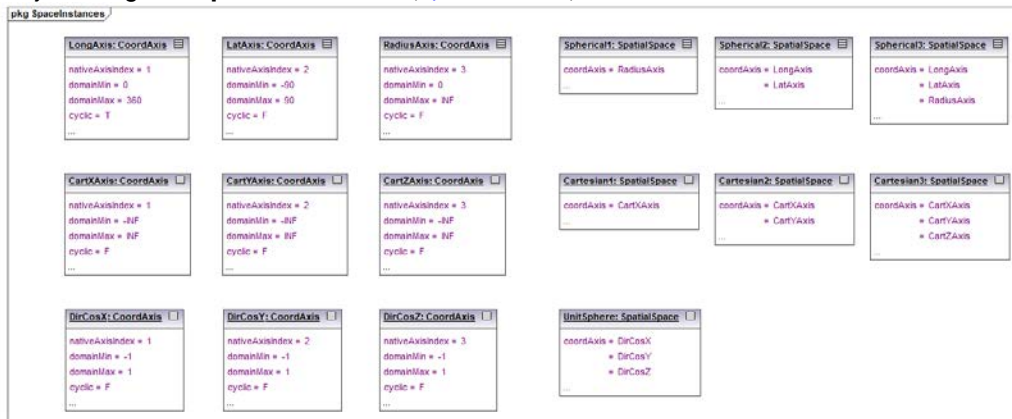 pkg SpaceInstances
LongAxis: CoordAxis
nativeAxisIndex = 1
domainMin = 0
domainMax = 360
cyclic = T
...
LatAxis: CoordAxis
nativeAxisIndex = 2
domainMin = -90
domainMax = 90
cyclic = F
...
RadiusAxis: CoordAxis
nativeAxisIndex = 3
domainMin = 0
domainMax = INF
cyclic = F
...
Spherical1: SpatialSpace
coordAxis = RadiusAxis
...
Spherical2: SpatialSpace
coordAxis = LongAxis
= LatAxis
...
Spherical3: SpatialSpace
coordAxis = LongAxis
= LatAxis
= RadiusAxis
...
CartXAxis: CoordAxis
nativeAxisIndex = 1
domainMin = -INF
domainMax = INF
cyclic = F
...
CartYAxis: CoordAxis
nativeAxisIndex = 2
domainMin = -INF
domainMax = INF
cyclic = F
...
CartZAxis: CoordAxis
nativeAxisIndex = 3
domainMin = -INF
domainMax = INF
cyclic = F
...
Cartesian1: SpatialSpace
coordAxis = CartXAxis
...
Cartesian2: SpatialSpace
coordAxis = CartXAxis
= CartYAxis
...
Cartesian3: SpatialSpace
coordAxis = CartXAxis
= CartYAxis
= CartZAxis
...
DirCosX: CoordAxis
nativeAxisIndex = 1
domainMin = -1
domainMax = 1
cyclic = F
...
DirCosY: CoordAxis
nativeAxisIndex = 2
domainMin = -1
domainMax = 1
cyclic = F
...
DirCosZ: CoordAxis
nativeAxisIndex = 3
domainMin = -1
domainMax = 1
cyclic = F
...
UnitSphere: SpatialSpace
coordAxis = DirCosX
= DirCosY
= DirCosZ
...